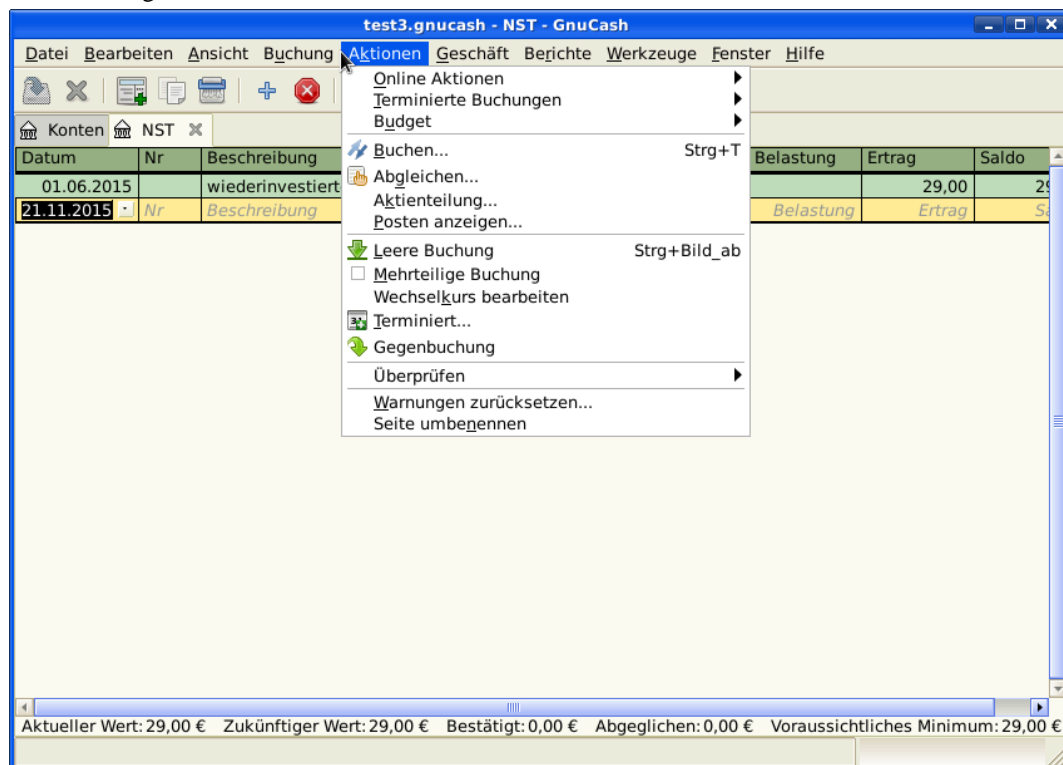 test3.gnucash - NST - GnuCash
Datei Bearbeiten Ansicht Buchung Aktionen Geschäft Berichte Werkzeuge Fenster Hilfe
Online Aktionen
Terminierte Buchungen
Budget
Konten NST
Buchen... Strg+T
Datum Nr Beschreibung Belastung Ertrag Saldo
Abgleichen...
01.06.2015 wiederinvestiert 29,00
Aktienteilung...
21.11.2015 Nr Beschreibung Belastung Ertrag
Posten anzeigen...
Leere Buchung Strg+Bild_ab
Mehrteilige Buchung
Wechselkurs bearbeiten
Terminiert...
Gegenbuchung
Überprüfen
Warnungen zurücksetzen...
Seite umbenennen
Aktueller Wert: 29,00 € Zukünftiger Wert: 29,00 € Bestätigt: 0,00 € Abgeglichen: 0,00 € Voraussichtliches Minimum: 29,00 €